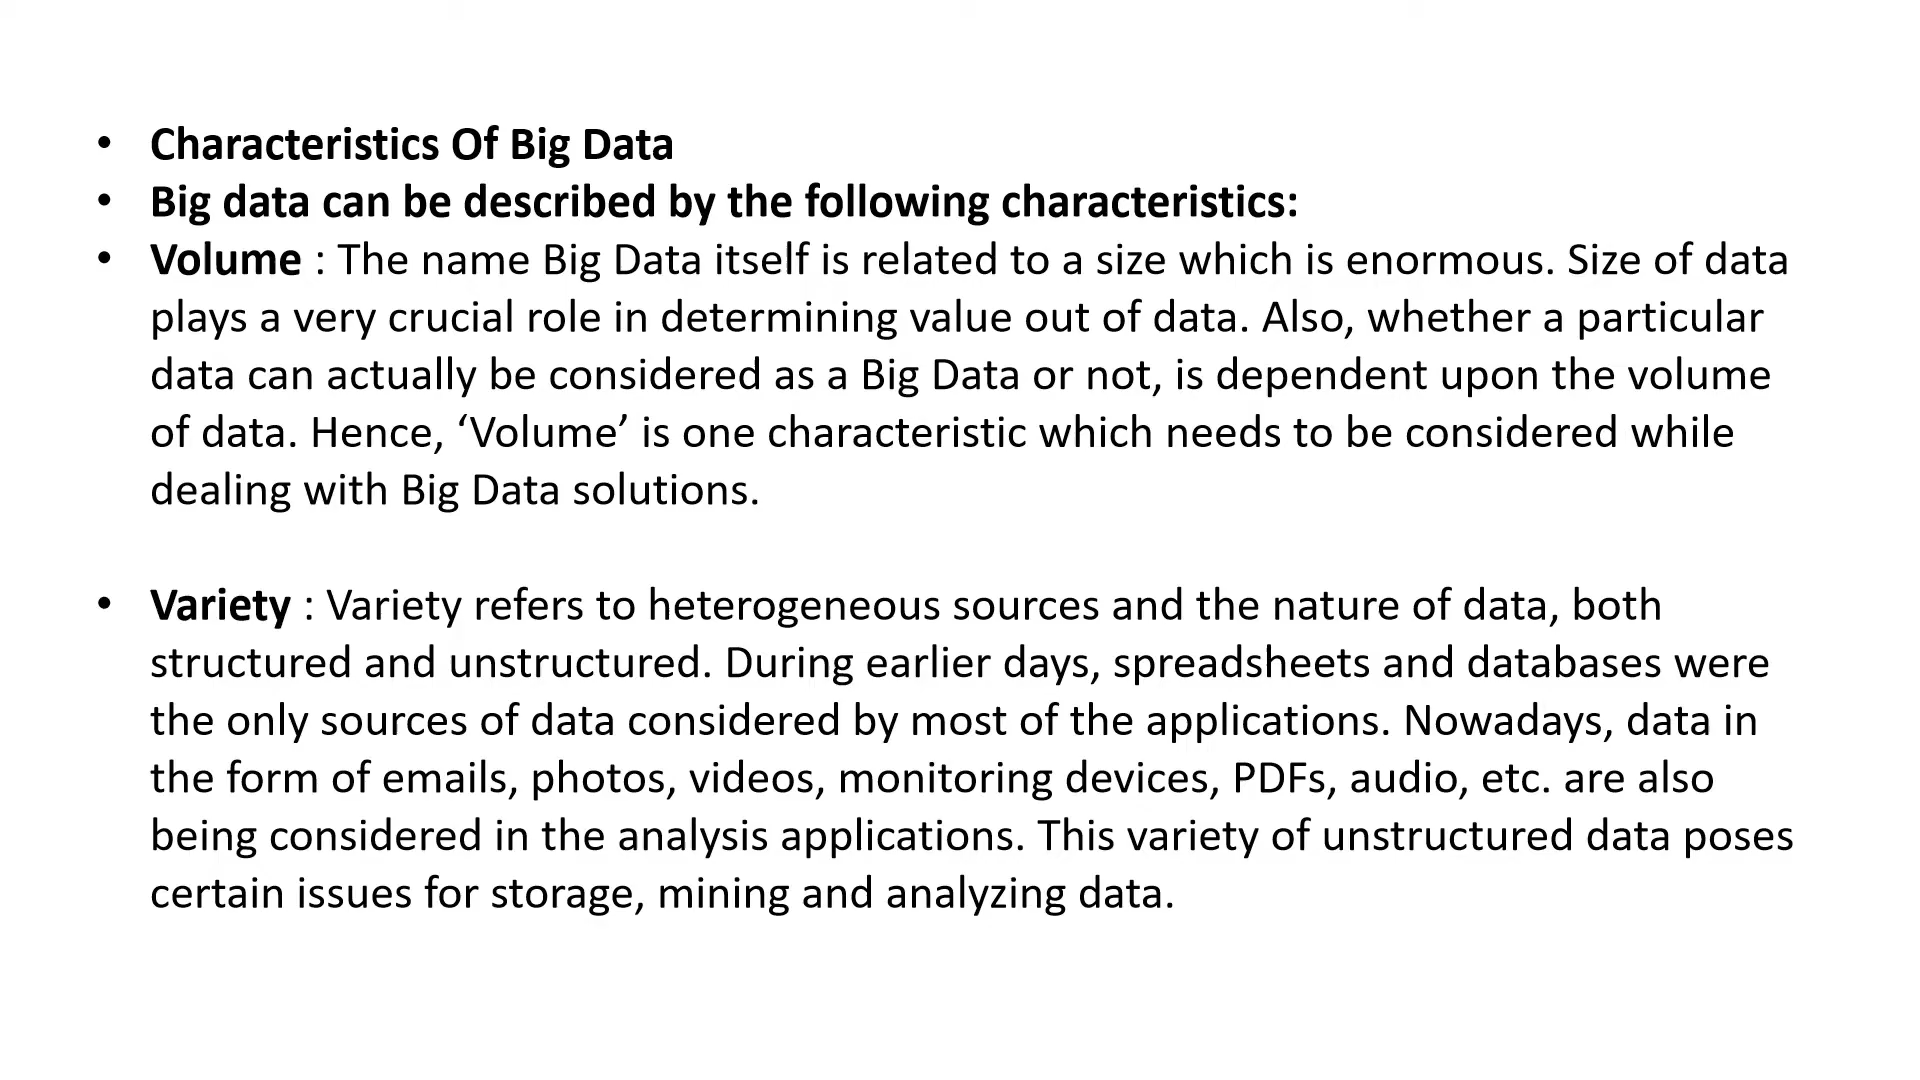 • Characteristics Of Big Data
• Big data can be described by the following characteristics:
• Volume : The name Big Data itself is related to a size which is enormous. Size of data
plays a very crucial role in determining value out of data. Also, whether a particular
data can actually be considered as a Big Data or not, is dependent upon the volume
of data. Hence, ‘Volume’ is one characteristic which needs to be considered while
dealing with Big Data solutions.
• Variety : Variety refers to heterogeneous sources and the nature of data, both
structured and unstructured. During earlier days, spreadsheets and databases were
the only sources of data considered by most of the applications. Nowadays, data in
the form of emails, photos, videos, monitoring devices, PDFs, audio, etc. are also
being considered in the analysis applications. This variety of unstructured data poses
certain issues for storage, mining and analyzing data.